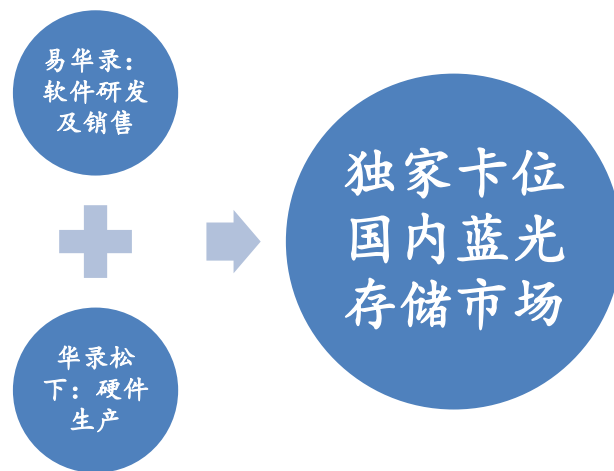 易华录：
软件研发
及销售
华录松
下：硬件
生产
独家卡位
国内蓝光
存储市场